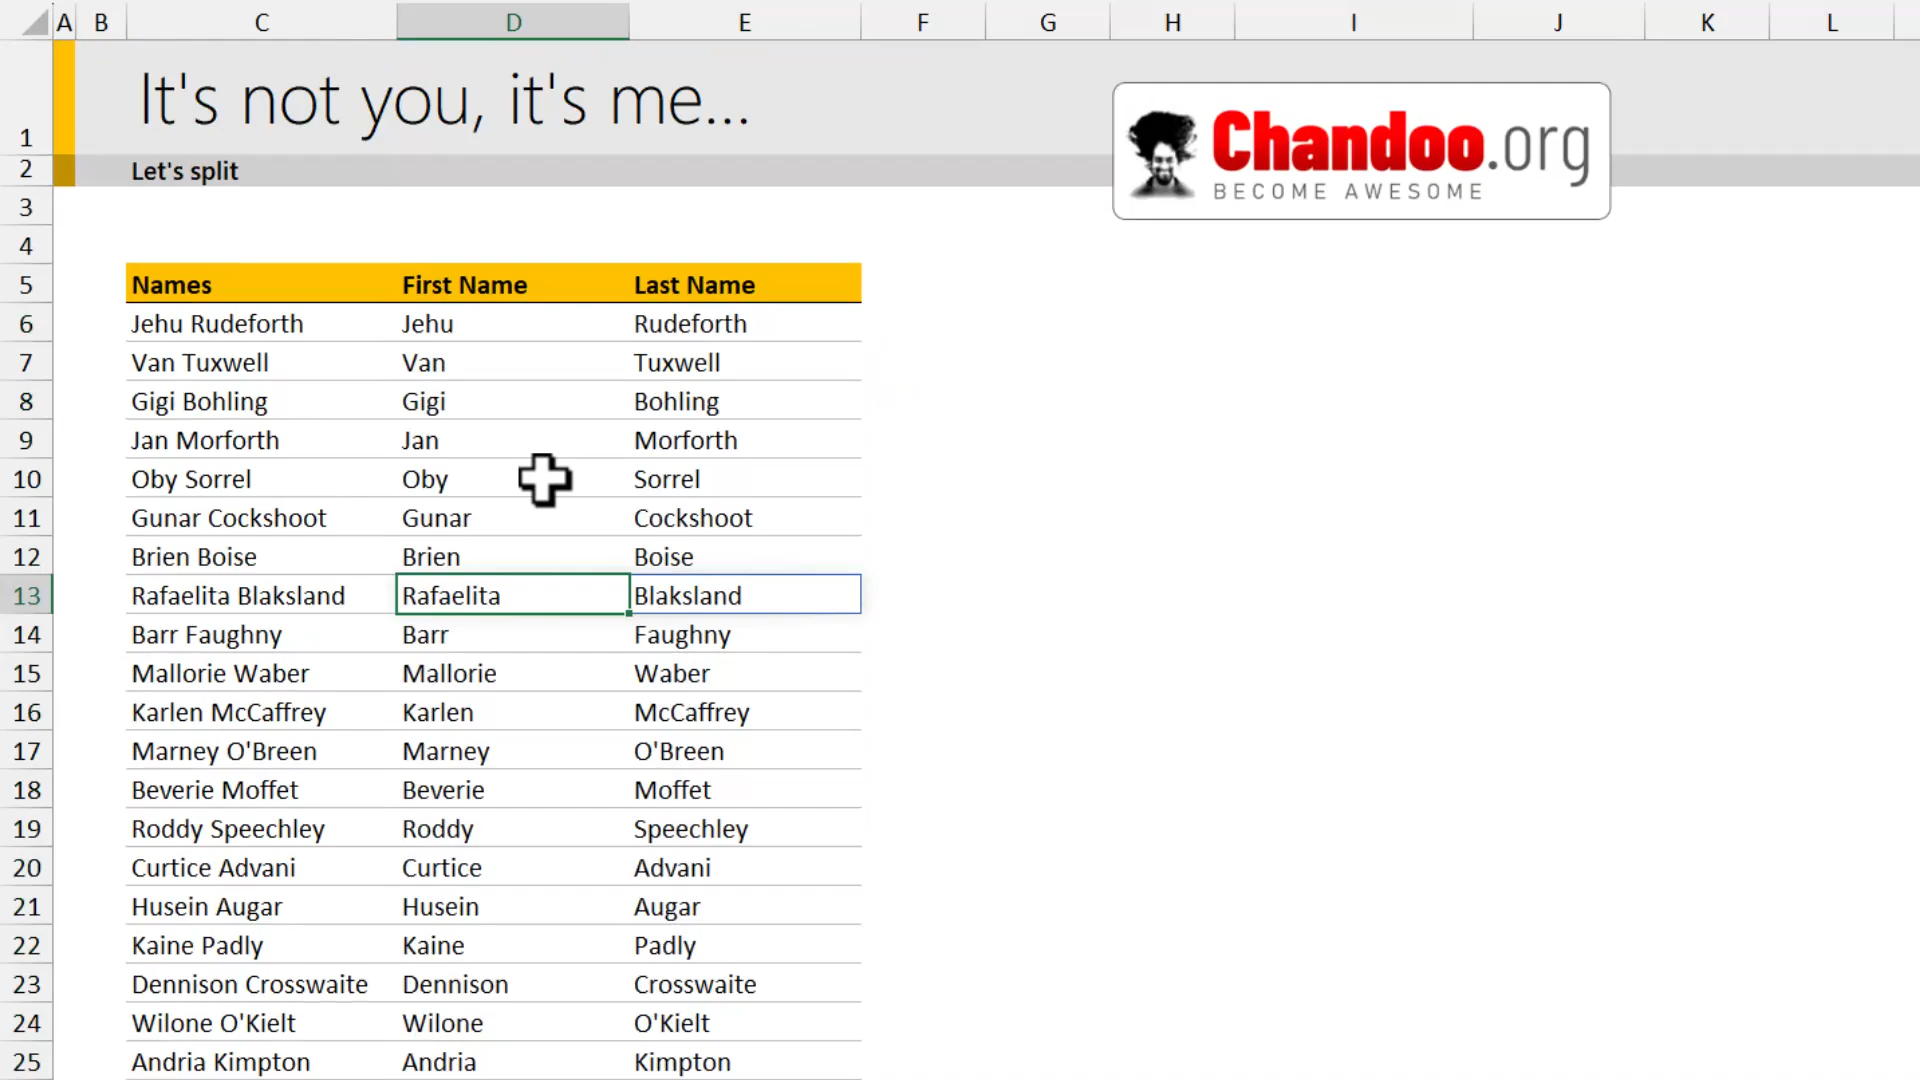 A B C D E F G H I J K L
1 It's not you, it's me...
Chandoo.org
BECOME AWESOME
2 Let's split
3
4
5 Names First Name Last Name
6 Jehu Rudeforth Jehu Rudeforth
7 Van Tuxwell Van Tuxwell
8 Gigi Bohling Gigi Bohling
9 Jan Morforth Jan Morforth
10 Oby Sorrel Oby Sorrel
11 Gunar Cockshoot Gunar Cockshoot
12 Brien Boise Brien Boise
13 Rafaelita Blaksland Rafaelita Blaksland
14 Barr Faughny Barr Faughny
15 Mallorie Waber Mallorie Waber
16 Karlen McCaffrey Karlen McCaffrey
17 Marney O'Breen Marney O'Breen
18 Beverie Moffet Beverie Moffet
19 Roddy Speechley Roddy Speechley
20 Curtice Advani Curtice Advani
21 Husein Augar Husein Augar
22 Kaine Padly Kaine Padly
23 Dennison Crosswaite Dennison Crosswaite
24 Wilone O'Kielt Wilone O'Kielt
25 Andria Kimpton Andria Kimpton